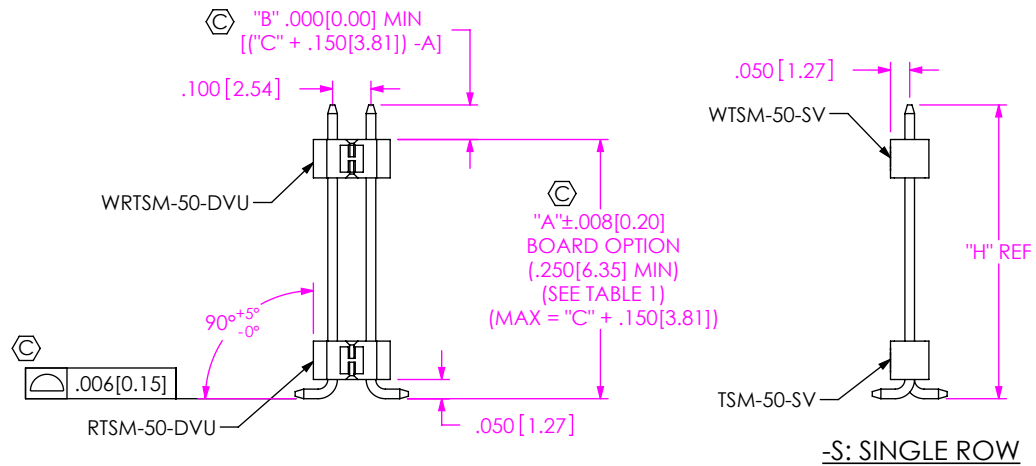 Ⓒ "B" .000[0.00] MIN
[("C" + .150[3.81]) -A]
.100 [2.54]
WRTSM-50-DVU
Ⓒ
"A"±.008[0.20]
BOARD OPTION
(.250[6.35] MIN)
(SEE TABLE 1)
(MAX = "C" + .150[3.81])
90° +5° -0°
Ⓒ
⌓ .006[0.15]
RTSM-50-DVU
.050 [1.27]
.050 [1.27]
WTSM-50-SV
"H" REF
TSM-50-SV
-S: SINGLE ROW